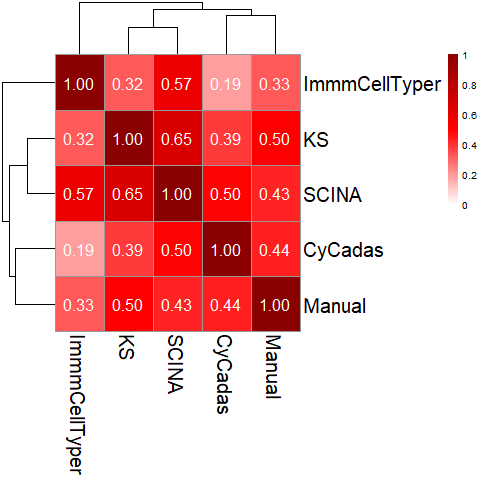 1.00 0.32 0.57 0.19 0.33 ImmmCellTyper
0.32 1.00 0.65 0.39 0.50 KS
0.57 0.65 1.00 0.50 0.43 SCINA
0.19 0.39 0.50 1.00 0.44 CyCadas
0.33 0.50 0.43 0.44 1.00 Manual
ImmmCellTyper
KS
SCINA
CyCadas
Manual
1
0.8
0.6
0.4
0.2
0